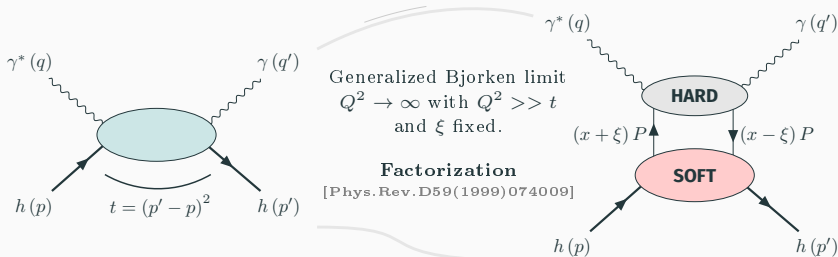 γ* (q)
γ (q′)
h (p)
t = (p′ − p)²
h (p′)
Generalized Bjorken limit
Q² → ∞ with Q² >> t
and ξ fixed.
Factorization
[Phys.Rev.D59(1999)074009]
γ* (q)
γ (q′)
HARD
(x + ξ) P
(x − ξ) P
SOFT
h (p)
h (p′)